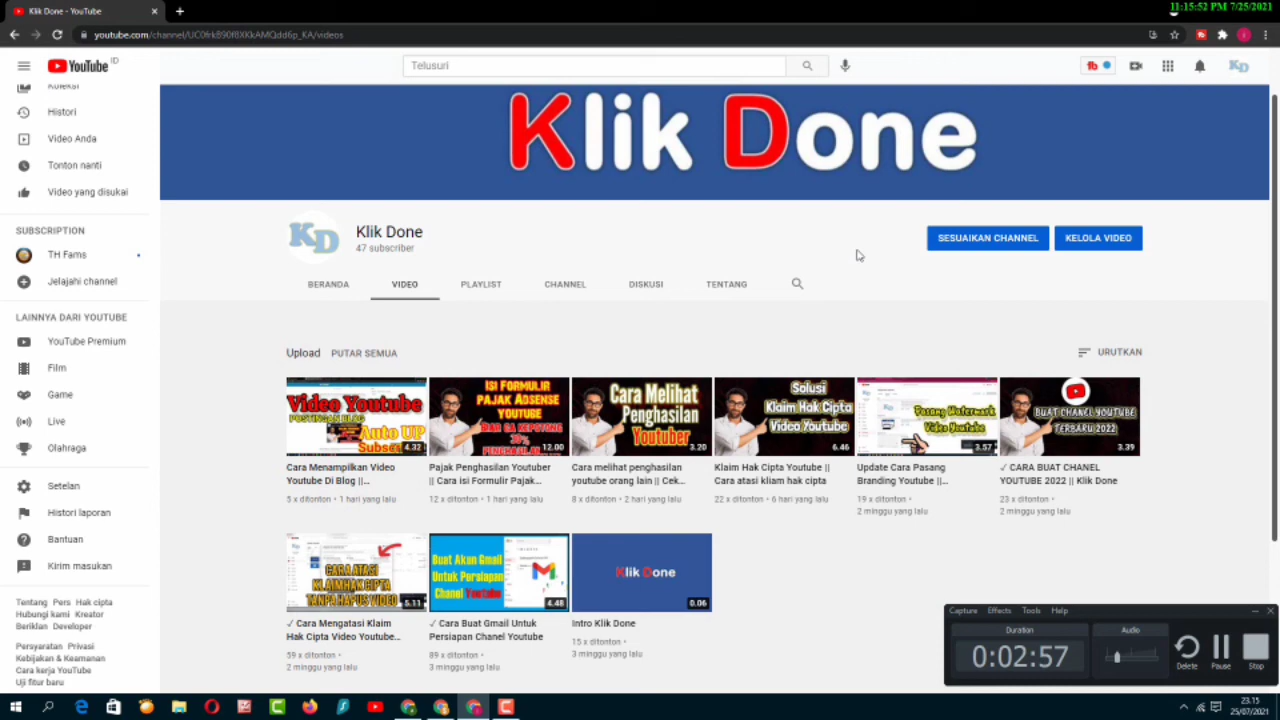 11:15:52 PM 7/25/2021
Klik Done - YouTube
youtube.com/channel/UC0frkB90f8XKkAMQdd6p_KA/videos
YouTube ID
Telusuri
fb
KD
Koleksi
Histori
Video Anda
Tonton nanti
Video yang disukai
SUBSCRIPTION
TH Fams
Jelajahi channel
LAINNYA DARI YOUTUBE
YouTube Premium
Film
Game
Live
Olahraga
Setelan
Histori laporan
Bantuan
Kirim masukan
Tentang Pers Hak cipta
Hubungi kami Kreator
Beriklan Developer
Persyaratan Privasi
Kebijakan & Keamanan
Cara kerja YouTube
Uji fitur baru
Klik Done
KD
Klik Done
47 subscriber
SESUAIKAN CHANNEL
KELOLA VIDEO
BERANDA VIDEO PLAYLIST CHANNEL DISKUSI TENTANG
Upload PUTAR SEMUA
URUTKAN
Video Youtube
POSTINGAN BLOG
Auto UP
Subscr
4.32
Cara Menampilkan Video
Youtube Di Blog ||...
5 x ditonton • 1 hari yang lalu
ISI FORMULIR
PAJAK ADSENSE
YOUTUBE
BIAR GA KEPOTONG
30%
PENGHASILAN
12.00
Pajak Penghasilan Youtuber
|| Cara isi Formulir Pajak...
12 x ditonton • 1 hari yang lalu
Cara Melihat
Penghasilan
Youtuber
3.20
Cara melihat penghasilan
youtube orang lain || Cek...
8 x ditonton • 2 hari yang lalu
Solusi
Klaim Hak Cipta
Video Youtube
6.46
Klaim Hak Cipta Youtube ||
Cara atasi kliam hak cipta
22 x ditonton • 6 hari yang lalu
Pasang Watermark
Video Youtube
3.57
Update Cara Pasang
Branding Youtube ||...
19 x ditonton •
2 minggu yang lalu
BUAT CHANEL YOUTUBE
TERBARU 2022
3.39
✓ CARA BUAT CHANEL
YOUTUBE 2022 || Klik Done
23 x ditonton •
2 minggu yang lalu
CARA ATASI
KLAIM HAK CIPTA
TANPA HAPUS VIDEO
5.11
✓ Cara Mengatasi Klaim
Hak Cipta Video Youtube...
59 x ditonton •
2 minggu yang lalu
Buat Akun Gmail
Untuk Persiapan
Chanel Youtube
4.48
✓ Cara Buat Gmail Untuk
Persiapan Chanel Youtube
89 x ditonton •
3 minggu yang lalu
Klik Done
0.06
Intro Klik Done
15 x ditonton •
3 minggu yang lalu
Capture Effects Tools Help
Duration
0:02:57
Audio
Delete
Pause
Stop
23.15
25/07/2021